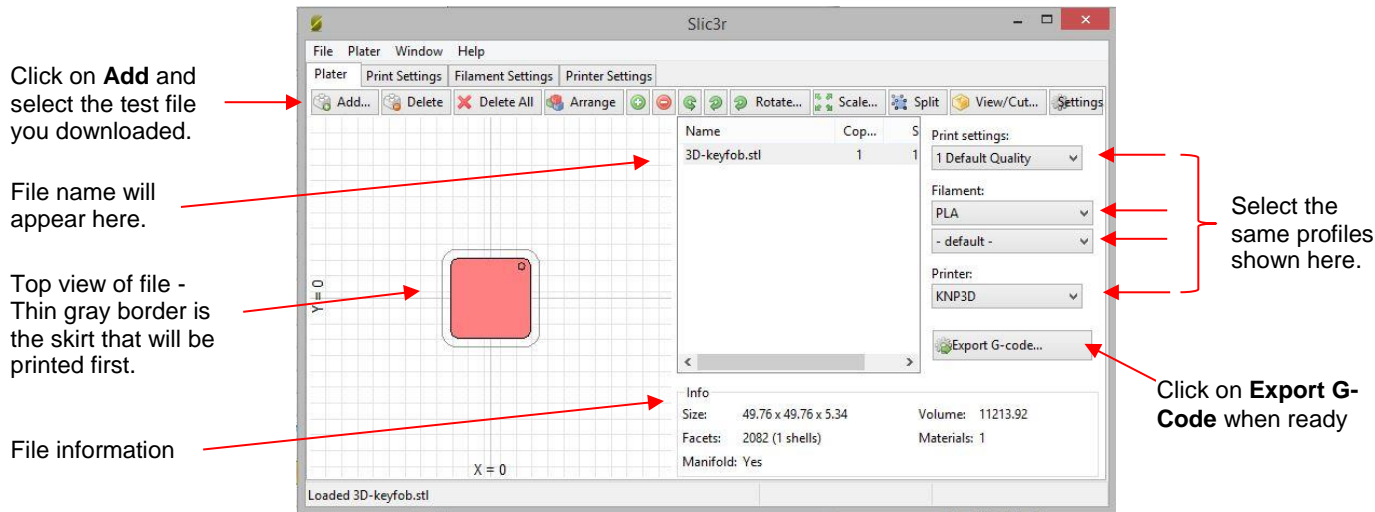 Slic3r
File Plater Window Help
Plater Print Settings Filament Settings Printer Settings
Add... Delete Delete All Arrange Rotate... Scale... Split View/Cut... Settings
Click on Add and
select the test file
you downloaded.
File name will
appear here.
Top view of file -
Thin gray border is
the skirt that will be
printed first.
File information
Y = 0
X = 0
Name Cop... S
3D-keyfob.stl 1 1
Print settings:
1 Default Quality
Filament:
PLA
- default -
Printer:
KNP3D
Export G-code...
Select the
same profiles
shown here.
Click on Export G-
Code when ready
Info
Size: 49.76 x 49.76 x 5.34 Volume: 11213.92
Facets: 2082 (1 shells) Materials: 1
Manifold: Yes
Loaded 3D-keyfob.stl